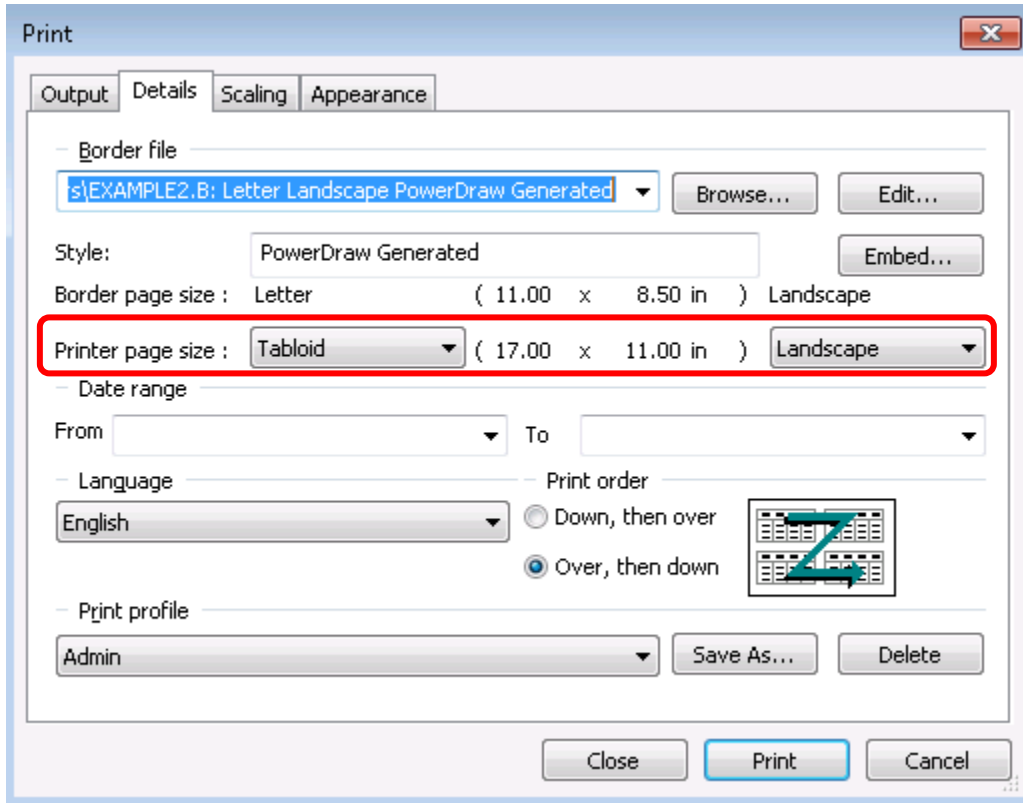 Print
Output Details Scaling Appearance
Border file
s\EXAMPLE2.B: Letter Landscape PowerDraw Generated Browse... Edit...
Style: PowerDraw Generated Embed...
Border page size : Letter ( 11.00 x 8.50 in ) Landscape
Printer page size : Tabloid ( 17.00 x 11.00 in ) Landscape
Date range
From To
Language Print order
English Down, then over
Over, then down
Print profile
Admin Save As... Delete
Close Print Cancel